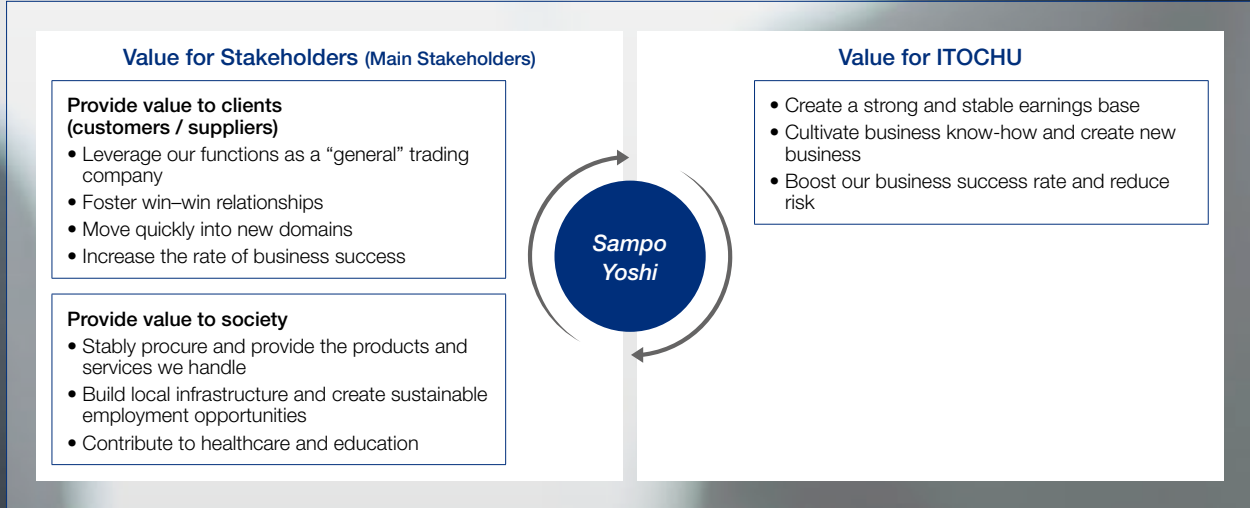 Value for Stakeholders (Main Stakeholders)
Provide value to clients
(customers / suppliers)
• Leverage our functions as a “general” trading
company
• Foster win–win relationships
• Move quickly into new domains
• Increase the rate of business success
Provide value to society
• Stably procure and provide the products and
services we handle
• Build local infrastructure and create sustainable
employment opportunities
• Contribute to healthcare and education
Sampo
Yoshi
Value for ITOCHU
• Create a strong and stable earnings base
• Cultivate business know-how and create new
business
• Boost our business success rate and reduce
risk